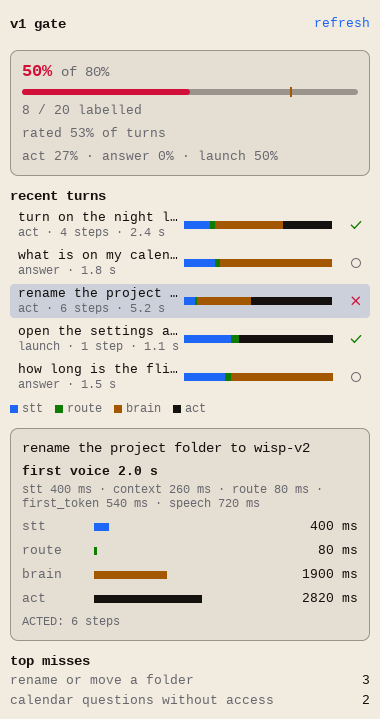 v1 gate refresh
50% of 80%
8 / 20 labelled
rated 53% of turns
act 27% · answer 0% · launch 50%
recent turns
turn on the night l…
act · 4 steps · 2.4 s
what is on my calen…
answer · 1.8 s
rename the project …
act · 6 steps · 5.2 s
open the settings a…
launch · 1 step · 1.1 s
how long is the fli…
answer · 1.5 s
stt route brain act
rename the project folder to wisp-v2
first voice 2.0 s
stt 400 ms · context 260 ms · route 80 ms ·
first_token 540 ms · speech 720 ms
stt 400 ms
route 80 ms
brain 1900 ms
act 2820 ms
ACTED: 6 steps
top misses
rename or move a folder 3
calendar questions without access 2